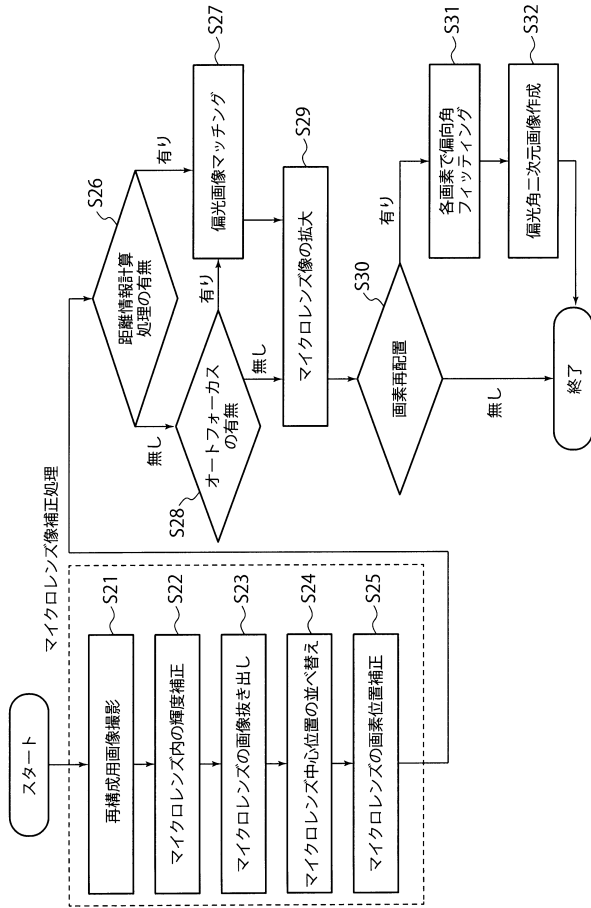 スタート
マイクロレンズ像補正処理
再構成用画像撮影
S21
マイクロレンズ内の輝度補正
S22
マイクロレンズの画像抜き出し
S23
マイクロレンズ中心位置の並べ替え
S24
マイクロレンズの画素位置補正
S25
距離情報計算
処理の有無
S26
有り
無し
偏光画像マッチング
S27
オートフォーカス
の有無
S28
有り
無し
マイクロレンズ像の拡大
S29
画素再配置
S30
有り
無し
各画素で偏向角
フィッティング
S31
偏光角二次元画像作成
S32
終了